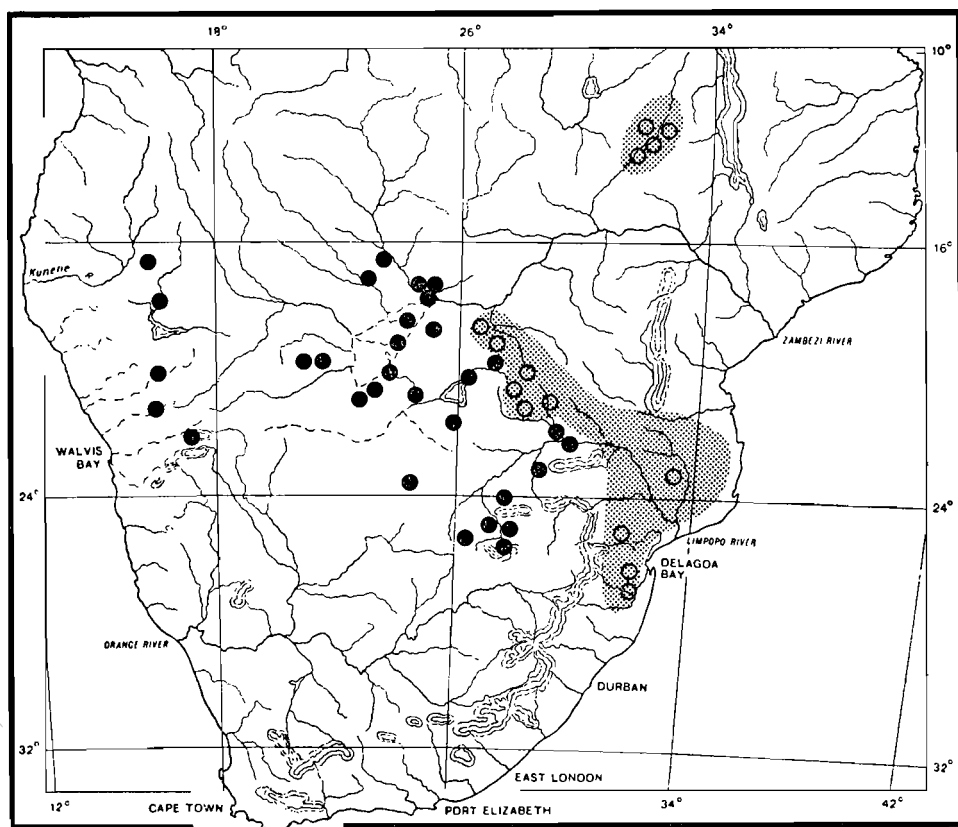 18°
26°
34°
10°
16°
Kunene
ZAMBEZI RIVER
WALVIS
BAY
24°
24°
LIMPOPO RIVER
DELAGOA
BAY
ORANGE RIVER
DURBAN
32°
32°
EAST LONDON
12°
CAPE TOWN
PORT ELIZABETH
34°
42°